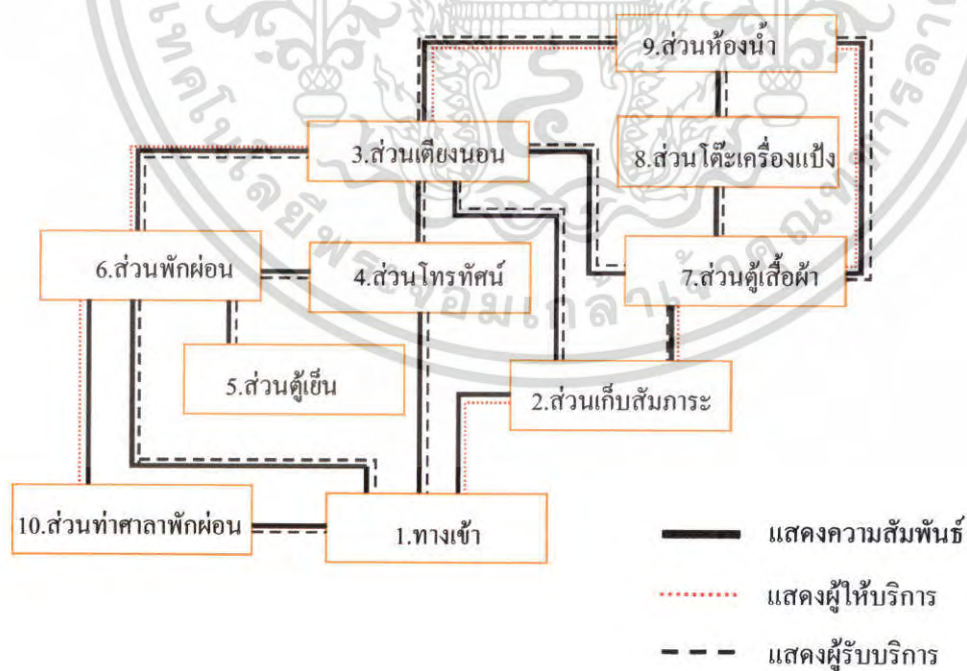 9.ส่วนห้องน้ำ
3.ส่วนเตียงนอน
8.ส่วนโต๊ะเครื่องแป้ง
6.ส่วนพักผ่อน
4.ส่วนโทรทัศน์
7.ส่วนตู้เสื้อผ้า
5.ส่วนตู้เย็น
2.ส่วนเก็บสัมภาระ
10.ส่วนท่าศาลาพักผ่อน
1.ทางเข้า
แสดงความสัมพันธ์
แสดงผู้ให้บริการ
แสดงผู้รับบริการ